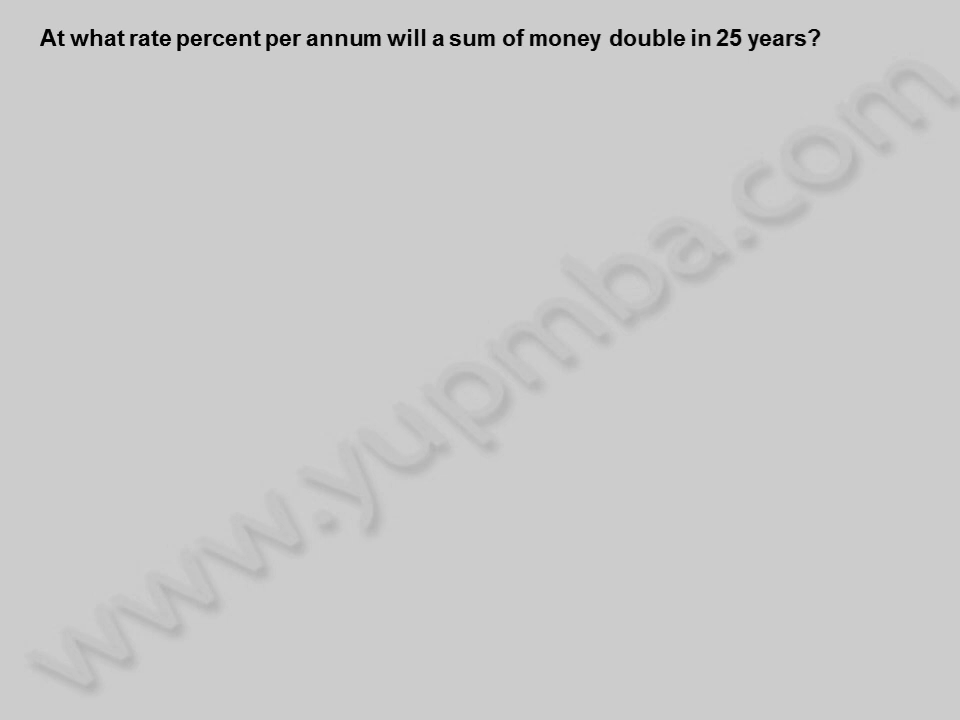 At what rate percent per annum will a sum of money double in 25 years?
www.yupmba.com